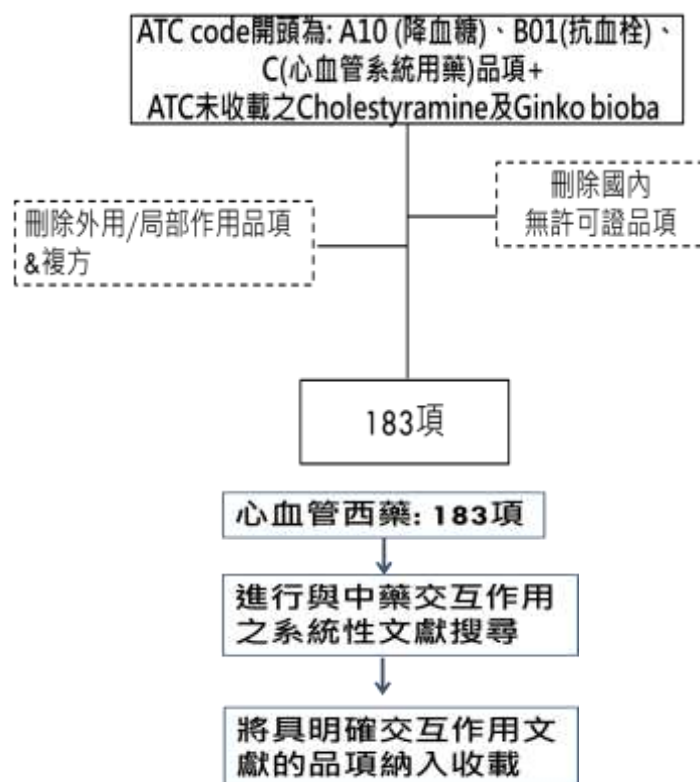 ATC code開頭為: A10 (降血糖)、B01(抗血栓)、
C(心血管系統用藥)品項+
ATC未收載之Cholestyramine及Ginko bioba
刪除國內
無許可證品項
刪除外用/局部作用品項
&複方
183項
心血管西藥: 183項
進行與中藥交互作用
之系統性文獻搜尋
將具明確交互作用文
獻的品項納入收載